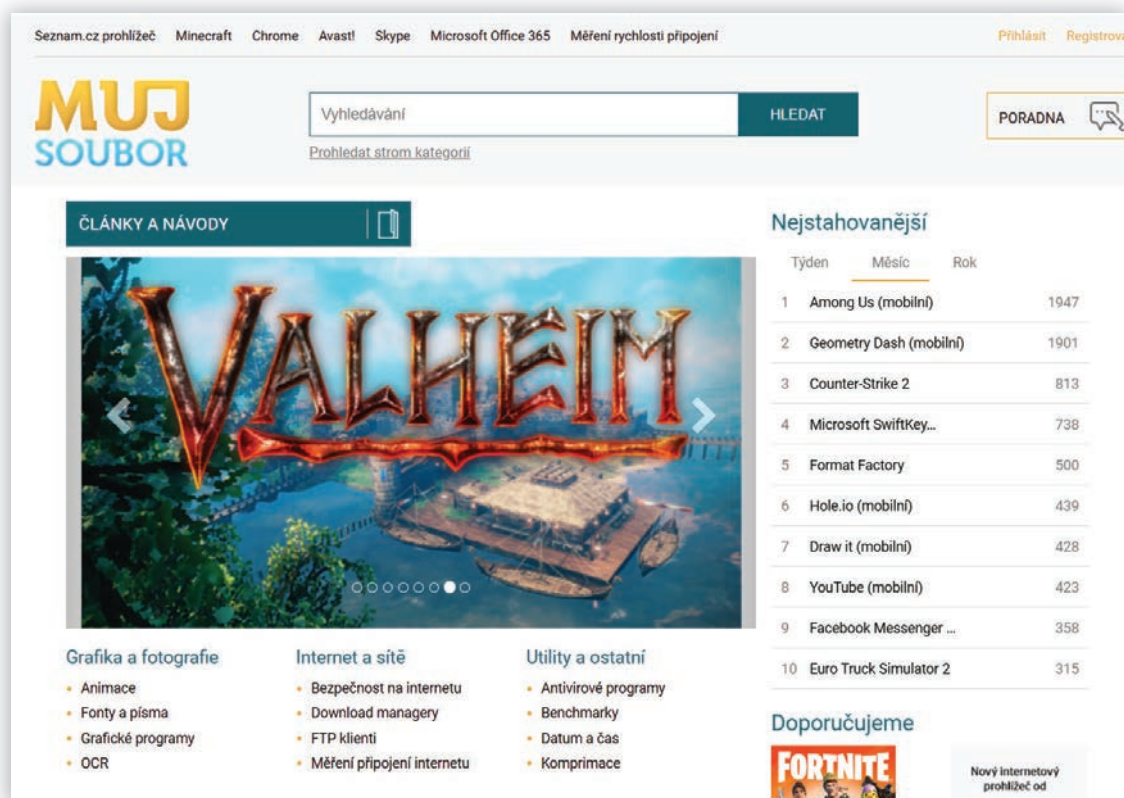 Seznam.cz prohlížeč Minecraft Chrome Avast! Skype Microsoft Office 365 Měření rychlosti připojení Přihlásit Registrova
MUJ
SOUBOR
Vyhledávání HLEDAT
PORADNA
Prohledat strom kategorií
ČLÁNKY A NÁVODY
VALHEIM
Nejstahovanější
Týden Měsíc Rok
1 Among Us (mobilní) 1947
2 Geometry Dash (mobilní) 1901
3 Counter-Strike 2 813
4 Microsoft SwiftKey... 738
5 Format Factory 500
6 Hole.io (mobilní) 439
7 Draw it (mobilní) 428
8 YouTube (mobilní) 423
9 Facebook Messenger ... 358
10 Euro Truck Simulator 2 315
Grafika a fotografie
Animace
Fonty a písma
Grafické programy
OCR
Internet a sítě
Bezpečnost na internetu
Download managery
FTP klienti
Měření připojení internetu
Utility a ostatní
Antivirové programy
Benchmarky
Datum a čas
Komprimace
Doporučujeme
FORTNITE
Nový internetový
prohlížeč od